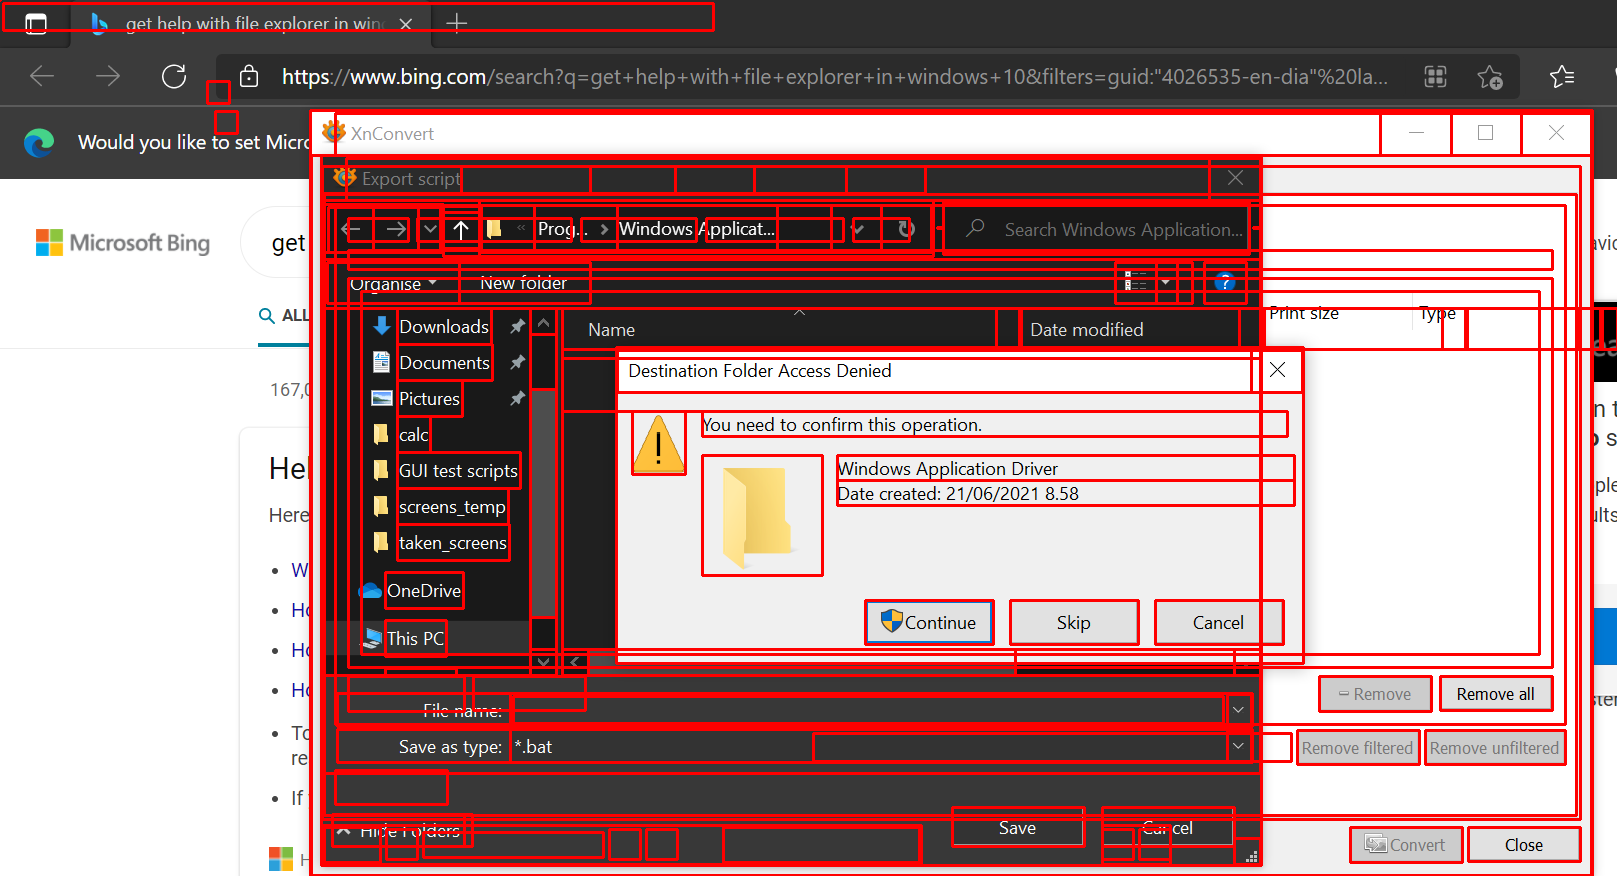 get help with file explorer in win
https://www.bing.com/search?q=get+help+with+file+explorer+in+windows+10&filters=guid:"4026535-en-dia"%20la...
Would you like to set Micro
XnConvert
Export script
Microsoft Bing
get
Prog...
Windows Applicat...
Search Windows Application...
Organise
New folder
ALL
Downloads
Name
Date modified
Print size
Type
Documents
Destination Folder Access Denied
167,0
Pictures
calc
You need to confirm this operation.
Hel
GUI test scripts
Windows Application Driver
Date created: 21/06/2021 8.58
Here
screens_temp
taken_screens
OneDrive
Continue
Skip
Cancel
This PC
Remove
Remove all
File name:
Save as type:
*.bat
Remove filtered
Remove unfiltered
To
re
If
Hide Folders
Save
Cancel
Convert
Close